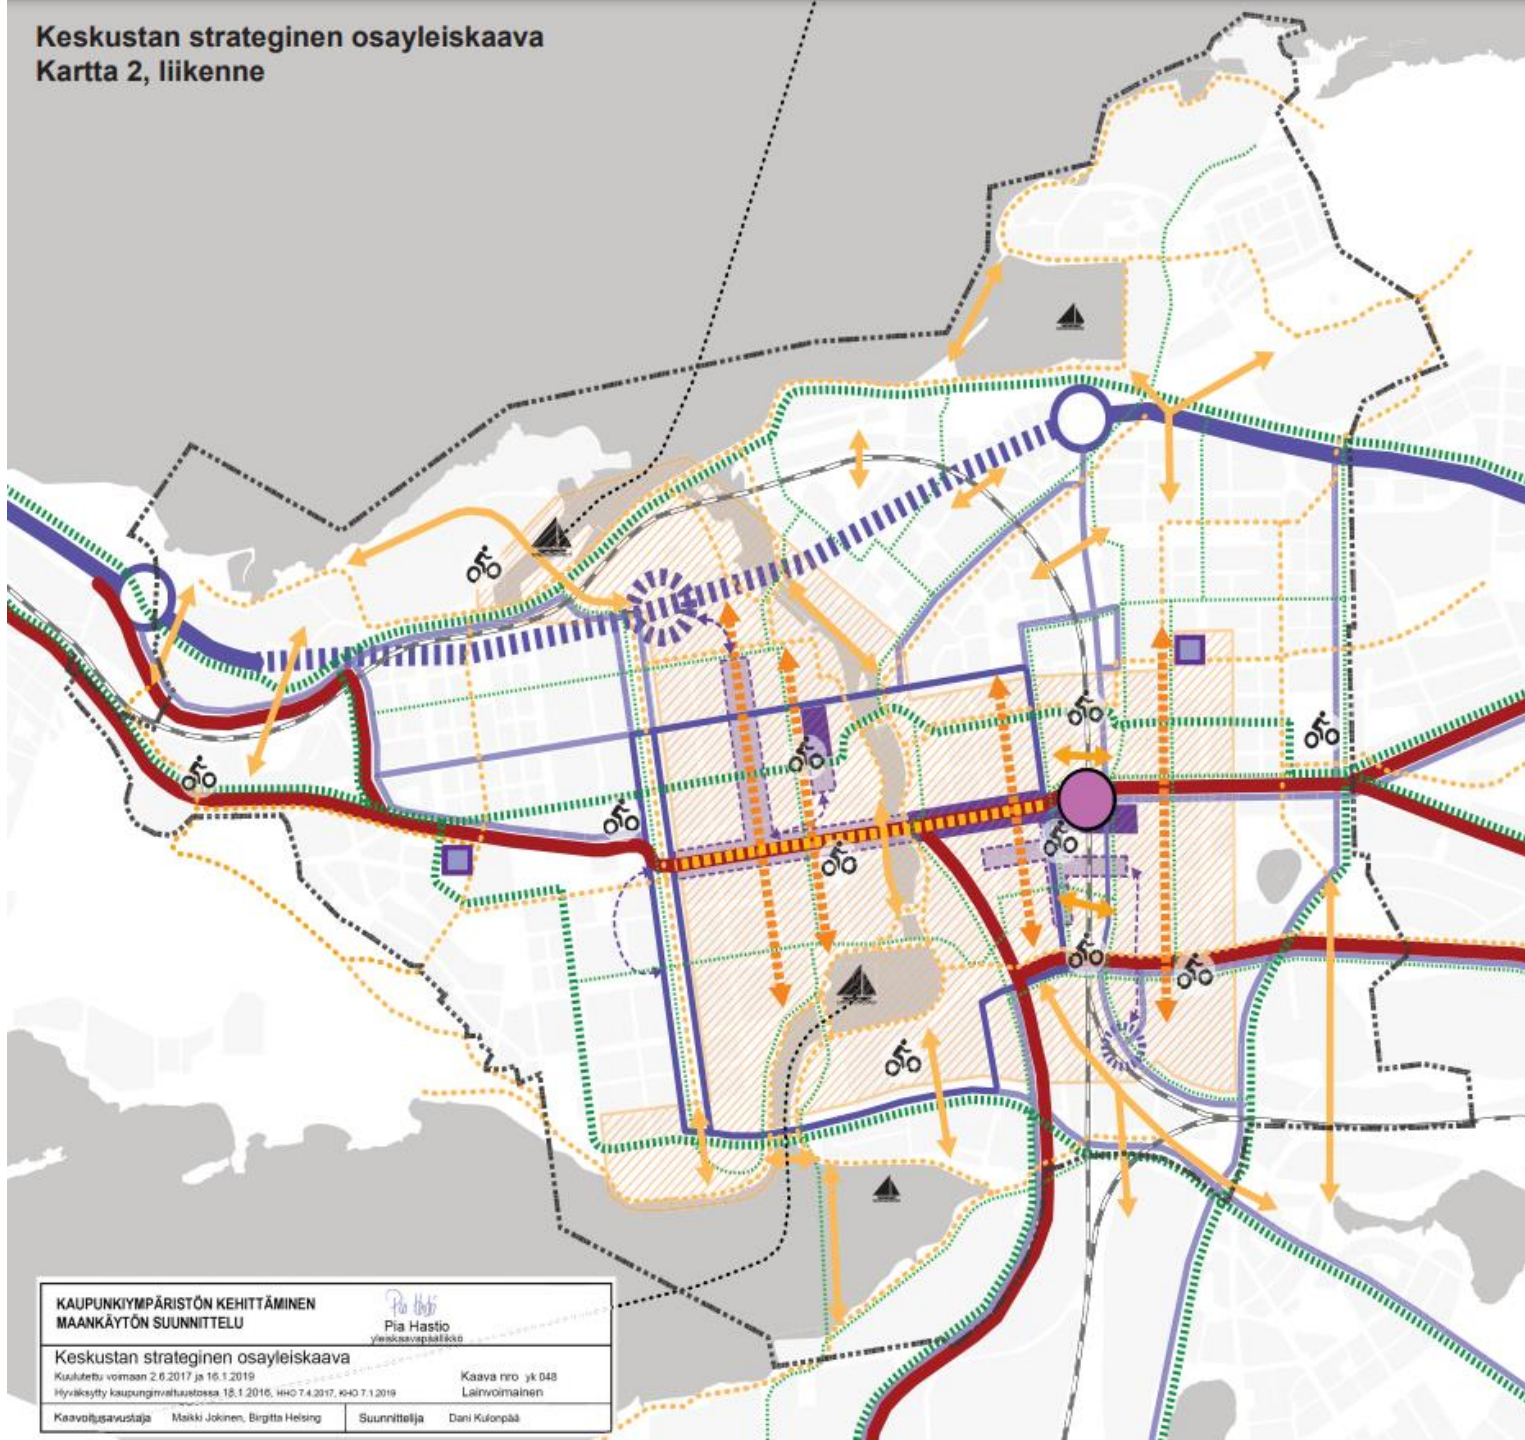 Keskustan strateginen osayleiskaava
Kartta 2, liikenne
KAUPUNKIYMPÄRISTÖN KEHITTÄMINEN
MAANKÄYTÖN SUUNNITTELU
Pia Hastio
yleiskaavapäällikkö
Keskustan strateginen osayleiskaava
Kuulutettu voimaan 2.6.2017 ja 16.1.2019
Kaava nro yk 048
Hyväksytty kaupunginvaltuustossa 18.1.2016, HHO 7.4.2017, KHO 7.1.2019
Lainvoimainen
Kaavoitusavustaja Maikki Jokinen, Birgitta Helsing Suunnittelija Dani Kulonpää